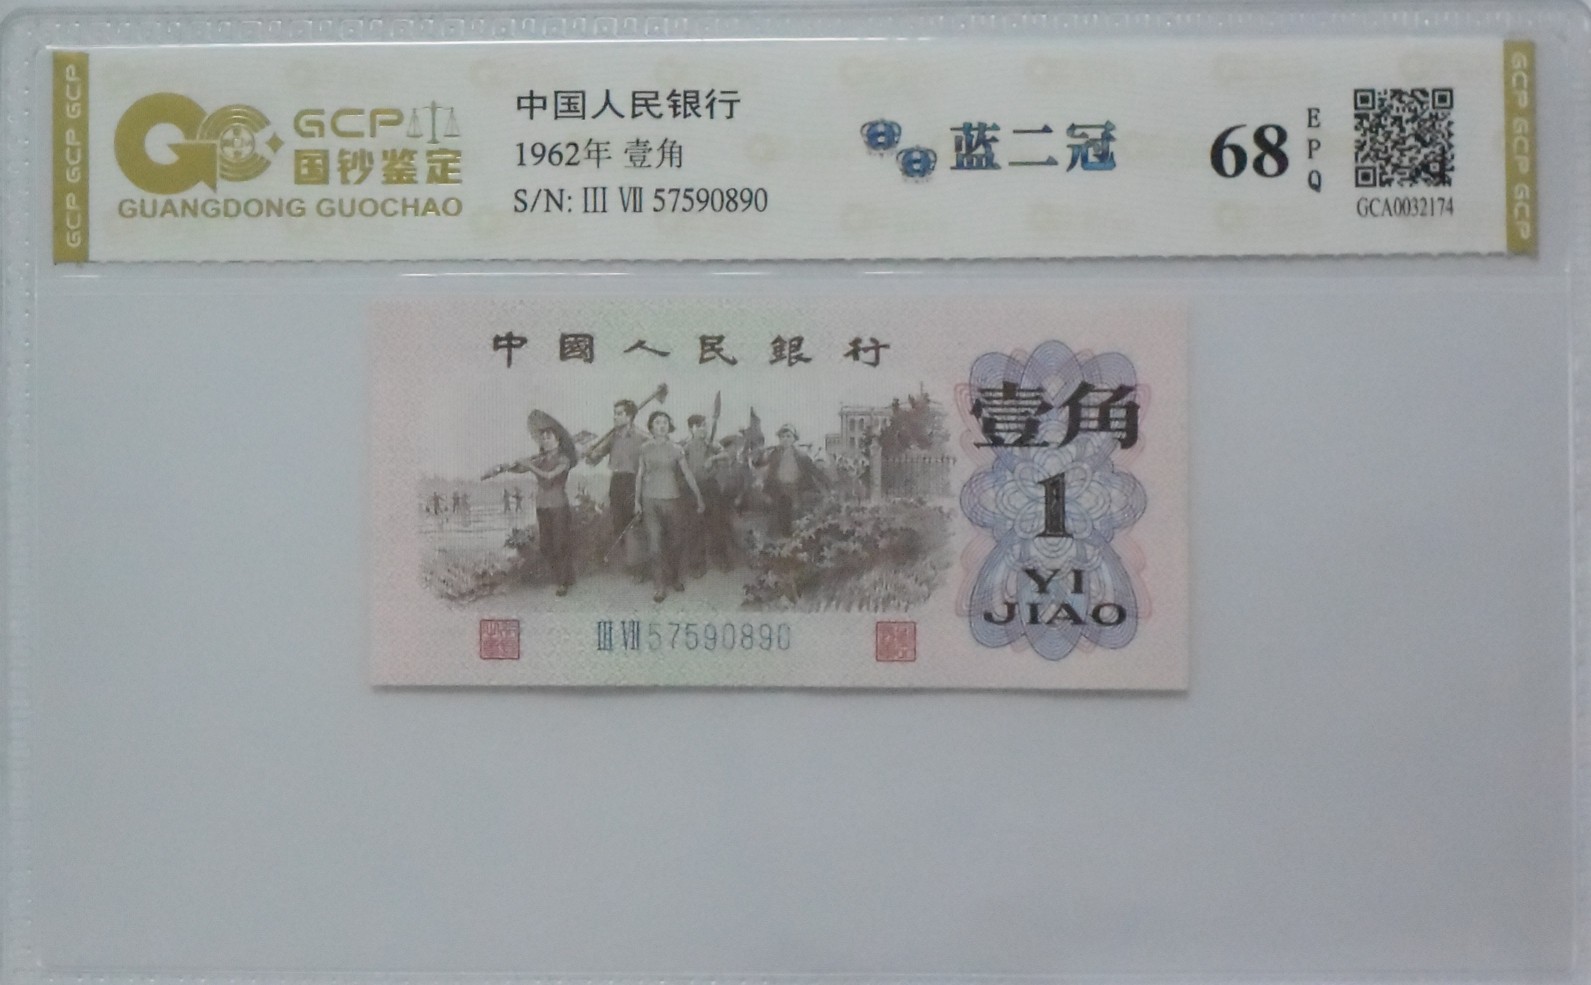 GCP GCP GCP
GCP
国钞鉴定
GUANGDONG GUOCHAO
中国人民银行
1962年 壹角
S/N: Ⅲ Ⅶ 57590890
蓝二冠
68
EPQ
GCA0032174
GCP GCP GCP
中國人民銀行
壹角
1
YI
JIAO
Ⅲ Ⅶ 57590890